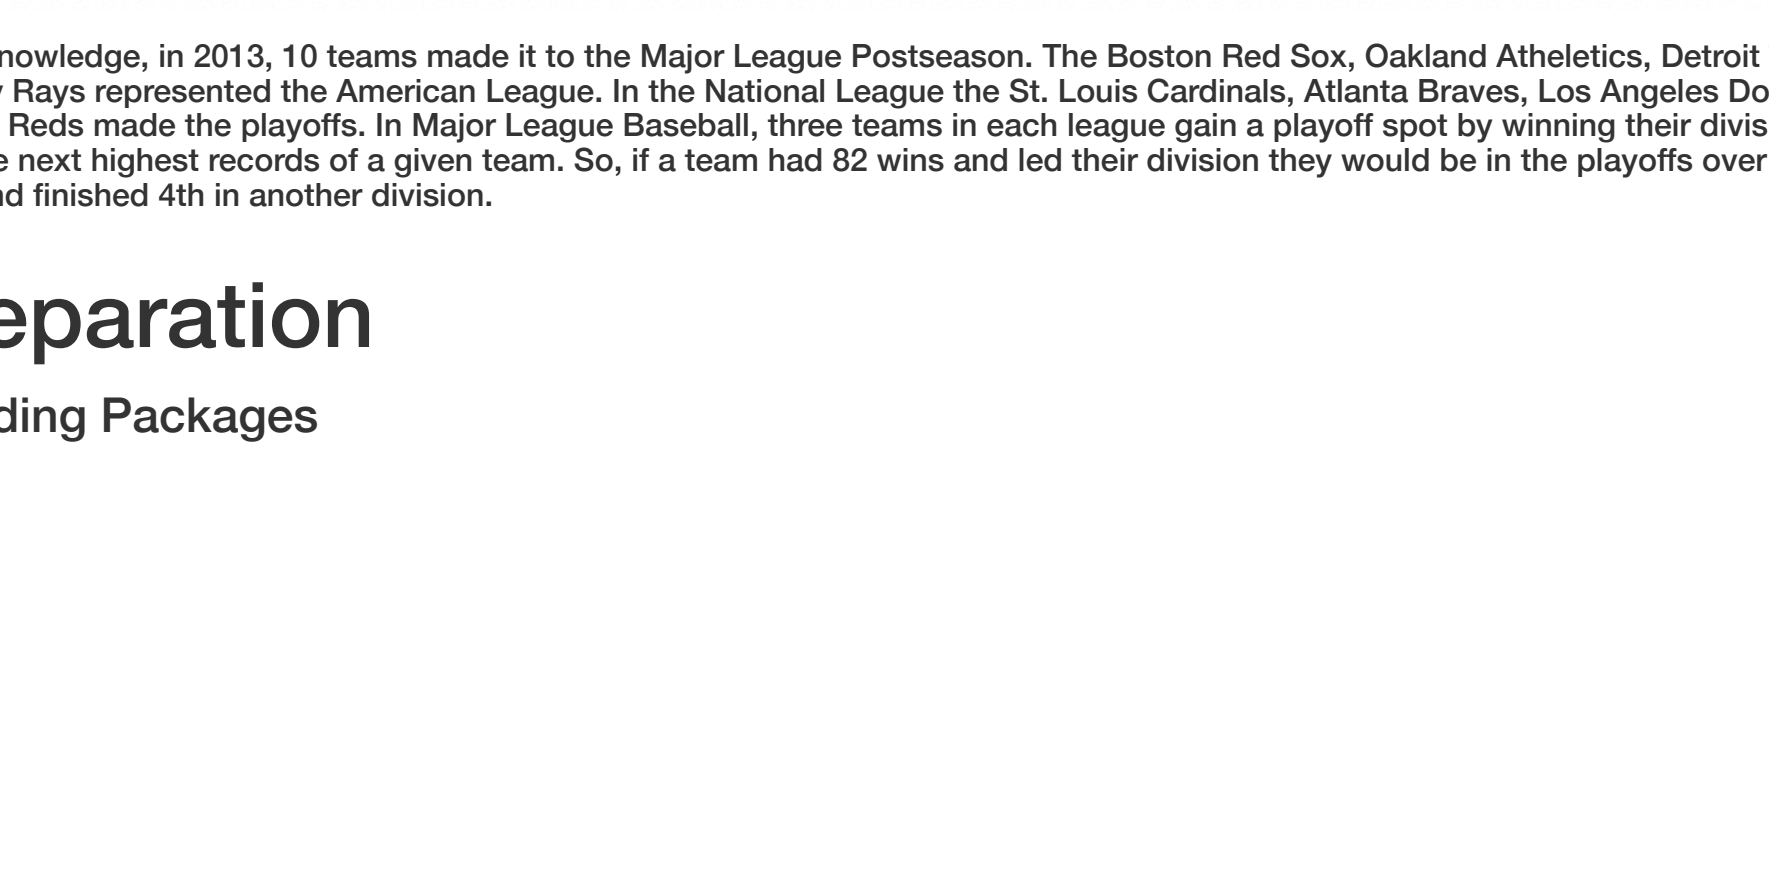 nowledge, in 2013, 10 teams made it to the Major League Postseason. The Boston Red Sox, Oakland Atheletics, Detroit
Rays represented the American League. In the National League the St. Louis Cardinals, Atlanta Braves, Los Angeles Do
Reds made the playoffs. In Major League Baseball, three teams in each league gain a playoff spot by winning their divis
e next highest records of a given team. So, if a team had 82 wins and led their division they would be in the playoffs over
nd finished 4th in another division.
eparation
ding Packages